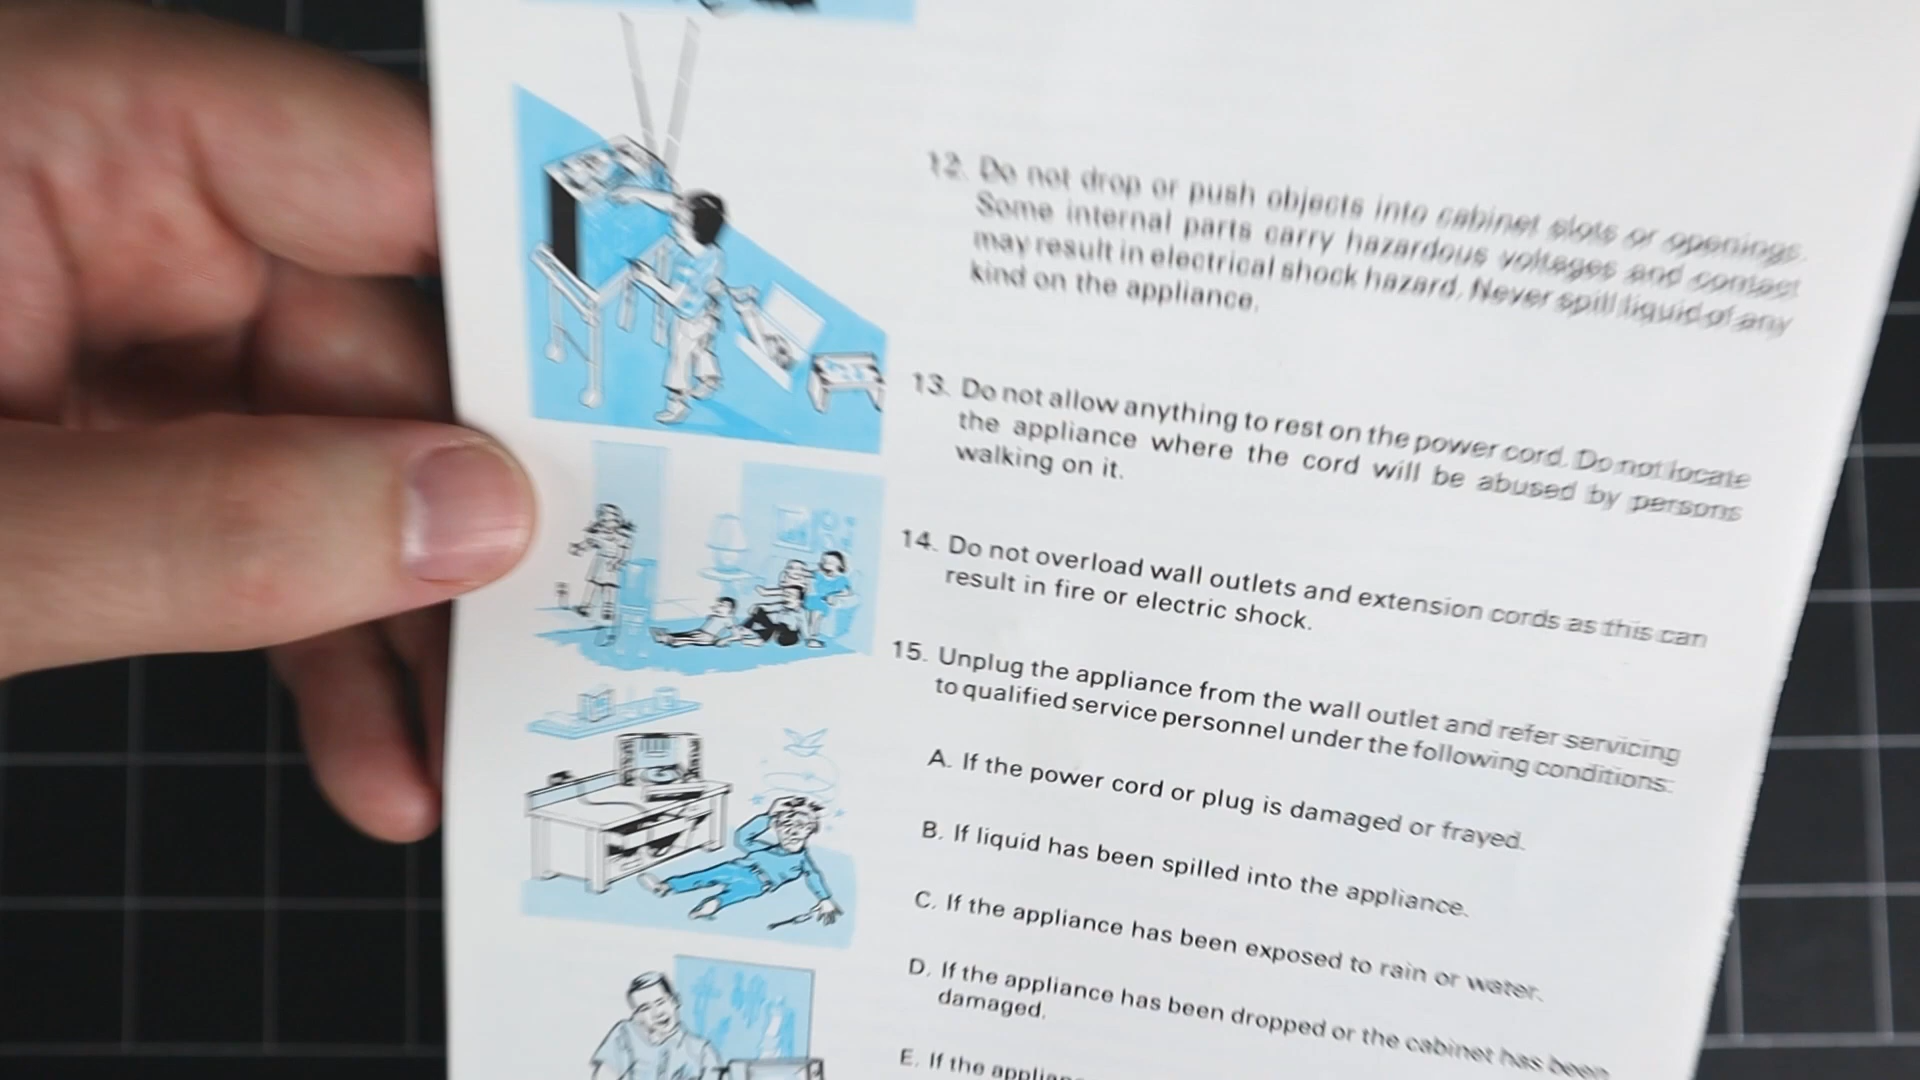 12. Do not drop or push objects into cabinet slots or openings.
Some internal parts carry hazardous voltages and contact
may result in electrical shock hazard. Never spill liquid of any
kind on the appliance.
13. Do not allow anything to rest on the power cord. Do not locate
the appliance where the cord will be abused by persons
walking on it.
14. Do not overload wall outlets and extension cords as this can
result in fire or electric shock.
15. Unplug the appliance from the wall outlet and refer servicing
to qualified service personnel under the following conditions:
A. If the power cord or plug is damaged or frayed.
B. If liquid has been spilled into the appliance.
C. If the appliance has been exposed to rain or water.
D. If the appliance has been dropped or the cabinet has been
damaged.
E. If the